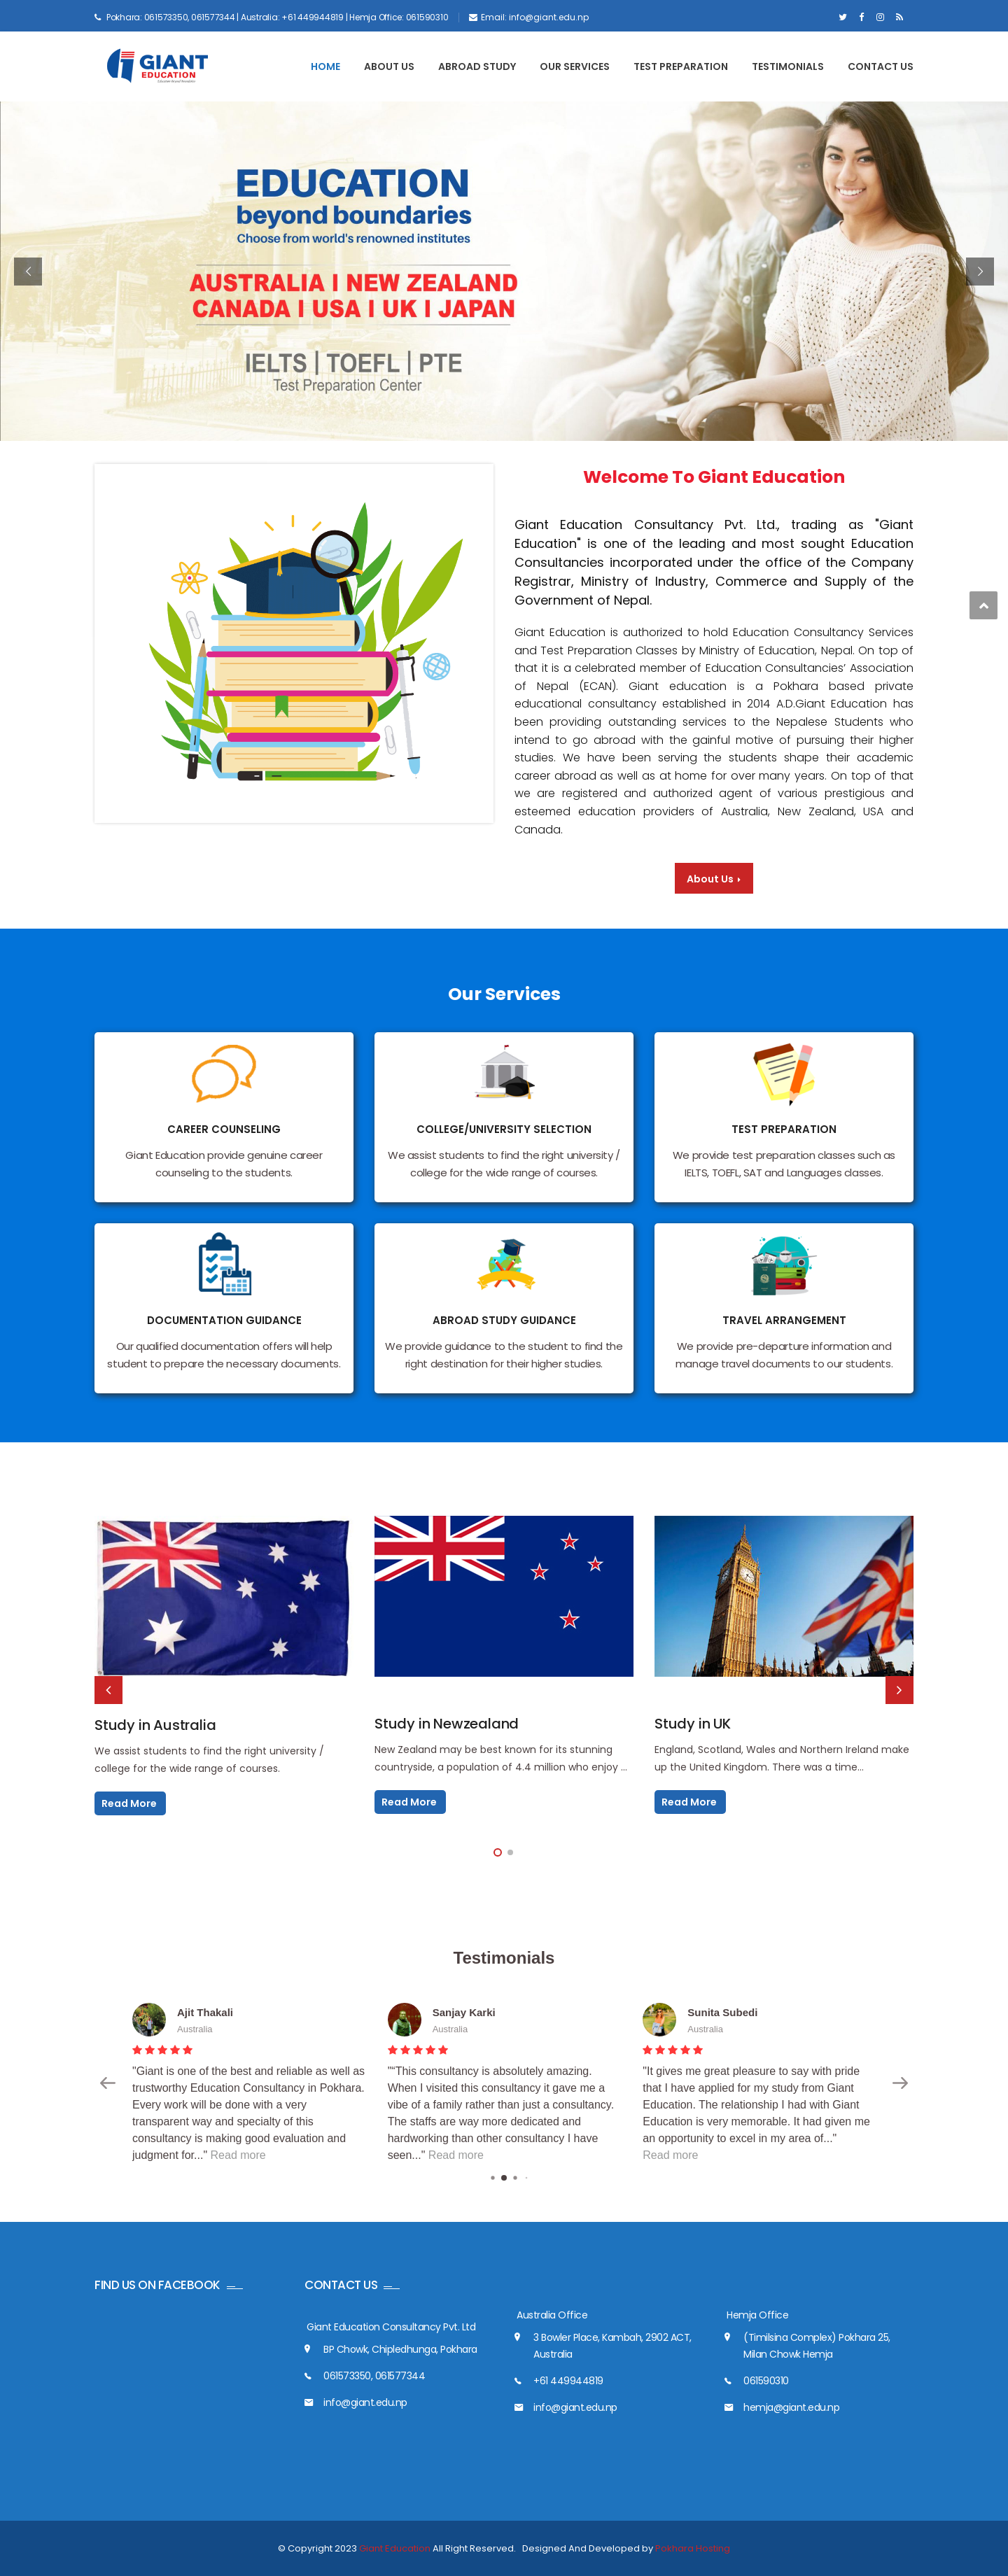 Pokhara: 061573350, 061577344 | Australia: +61 449944819 | Hemja Office: 061590310
Email: info@giant.edu.np
GIANT
EDUCATION
HOME
ABOUT US
ABROAD STUDY
OUR SERVICES
TEST PREPARATION
TESTIMONIALS
CONTACT US
EDUCATION
beyond boundaries
Choose from world's renowned institutes
AUSTRALIA | NEW ZEALAND
CANADA I USA I UK I JAPAN
IELTS | TOEFL | PTE
Test Preparation Center
Welcome To Giant Education
Giant Education Consultancy Pvt. Ltd., trading as "Giant
Education" is one of the leading and most sought Education
Consultancies incorporated under the office of the Company
Registrar, Ministry of Industry, Commerce and Supply of the
Government of Nepal.
Giant Education is authorized to hold Education Consultancy Services
and Test Preparation Classes by Ministry of Education, Nepal. On top of
that it is a celebrated member of Education Consultancies’ Association
of Nepal (ECAN). Giant education is a Pokhara based private
educational consultancy established in 2014 A.D.Giant Education has
been providing outstanding services to the Nepalese Students who
intend to go abroad with the gainful motive of pursuing their higher
studies. We have been serving the students shape their academic
career abroad as well as at home for over many years. On top of that
we are registered and authorized agent of various prestigious and
esteemed education providers of Australia, New Zealand, USA and
Canada.
About Us
Our Services
CAREER COUNSELING
Giant Education provide genuine career
counseling to the students.
COLLEGE/UNIVERSITY SELECTION
We assist students to find the right university /
college for the wide range of courses.
TEST PREPARATION
We provide test preparation classes such as
IELTS, TOEFL, SAT and Languages classes.
DOCUMENTATION GUIDANCE
Our qualified documentation offers will help
student to prepare the necessary documents.
ABROAD STUDY GUIDANCE
We provide guidance to the student to find the
right destination for their higher studies.
TRAVEL ARRANGEMENT
We provide pre-departure information and
manage travel documents to our students.
Study in Australia
We assist students to find the right university /
college for the wide range of courses.
Read More
Study in Newzealand
New Zealand may be best known for its stunning
countryside, a population of 4.4 million who enjoy ...
Read More
Study in UK
England, Scotland, Wales and Northern Ireland make
up the United Kingdom. There was a time...
Read More
Testimonials
Ajit Thakali
Australia
"Giant is one of the best and reliable as well as
trustworthy Education Consultancy in Pokhara.
Every work will be done with a very
transparent way and specialty of this
consultancy is making good evaluation and
judgment for..." Read more
Sanjay Karki
Australia
"“This consultancy is absolutely amazing.
When I visited this consultancy it gave me a
vibe of a family rather than just a consultancy.
The staffs are way more dedicated and
hardworking than other consultancy I have
seen..." Read more
Sunita Subedi
Australia
"It gives me great pleasure to say with pride
that I have applied for my study from Giant
Education. The relationship I had with Giant
Education is very memorable. It had given me
an opportunity to excel in my area of..."
Read more
FIND US ON FACEBOOK
CONTACT US
Giant Education Consultancy Pvt. Ltd
BP Chowk, Chipledhunga, Pokhara
061573350, 061577344
info@giant.edu.np
Australia Office
3 Bowler Place, Kambah, 2902 ACT,
Australia
+61 449944819
info@giant.edu.np
Hemja Office
(Timilsina Complex) Pokhara 25,
Milan Chowk Hemja
061590310
hemja@giant.edu.np
© Copyright 2023 Giant Education All Right Reserved. Designed And Developed by Pokhara Hosting